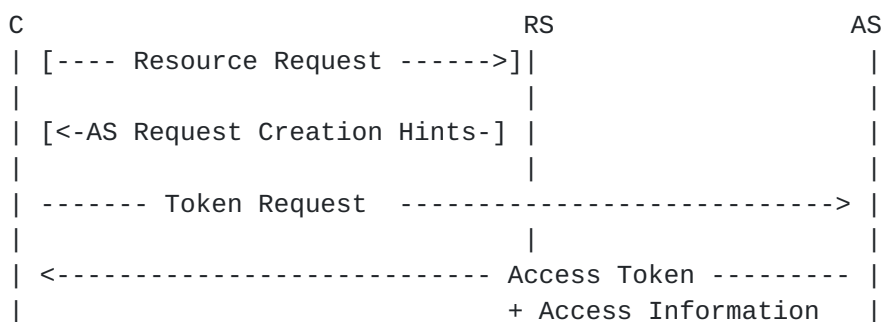 C                                RS                   AS
| [---- Resource Request ------>]|                     |
|                                |                     |
| [<-AS Request Creation Hints-] |                     |
|                                |                     |
| ------- Token Request  ----------------------------> |
|                                |                     |
| <---------------------------- Access Token --------- |
|                               + Access Information   |